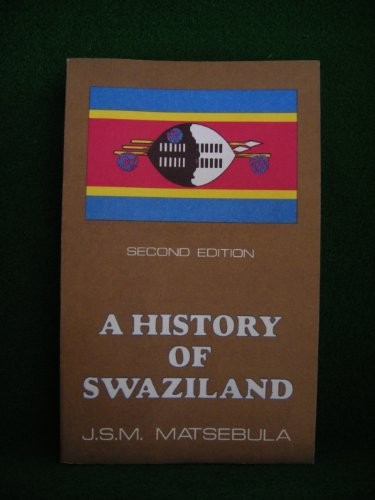 SECOND EDITION
A HISTORY
OF
SWAZILAND
J.S.M. MATSEBULA